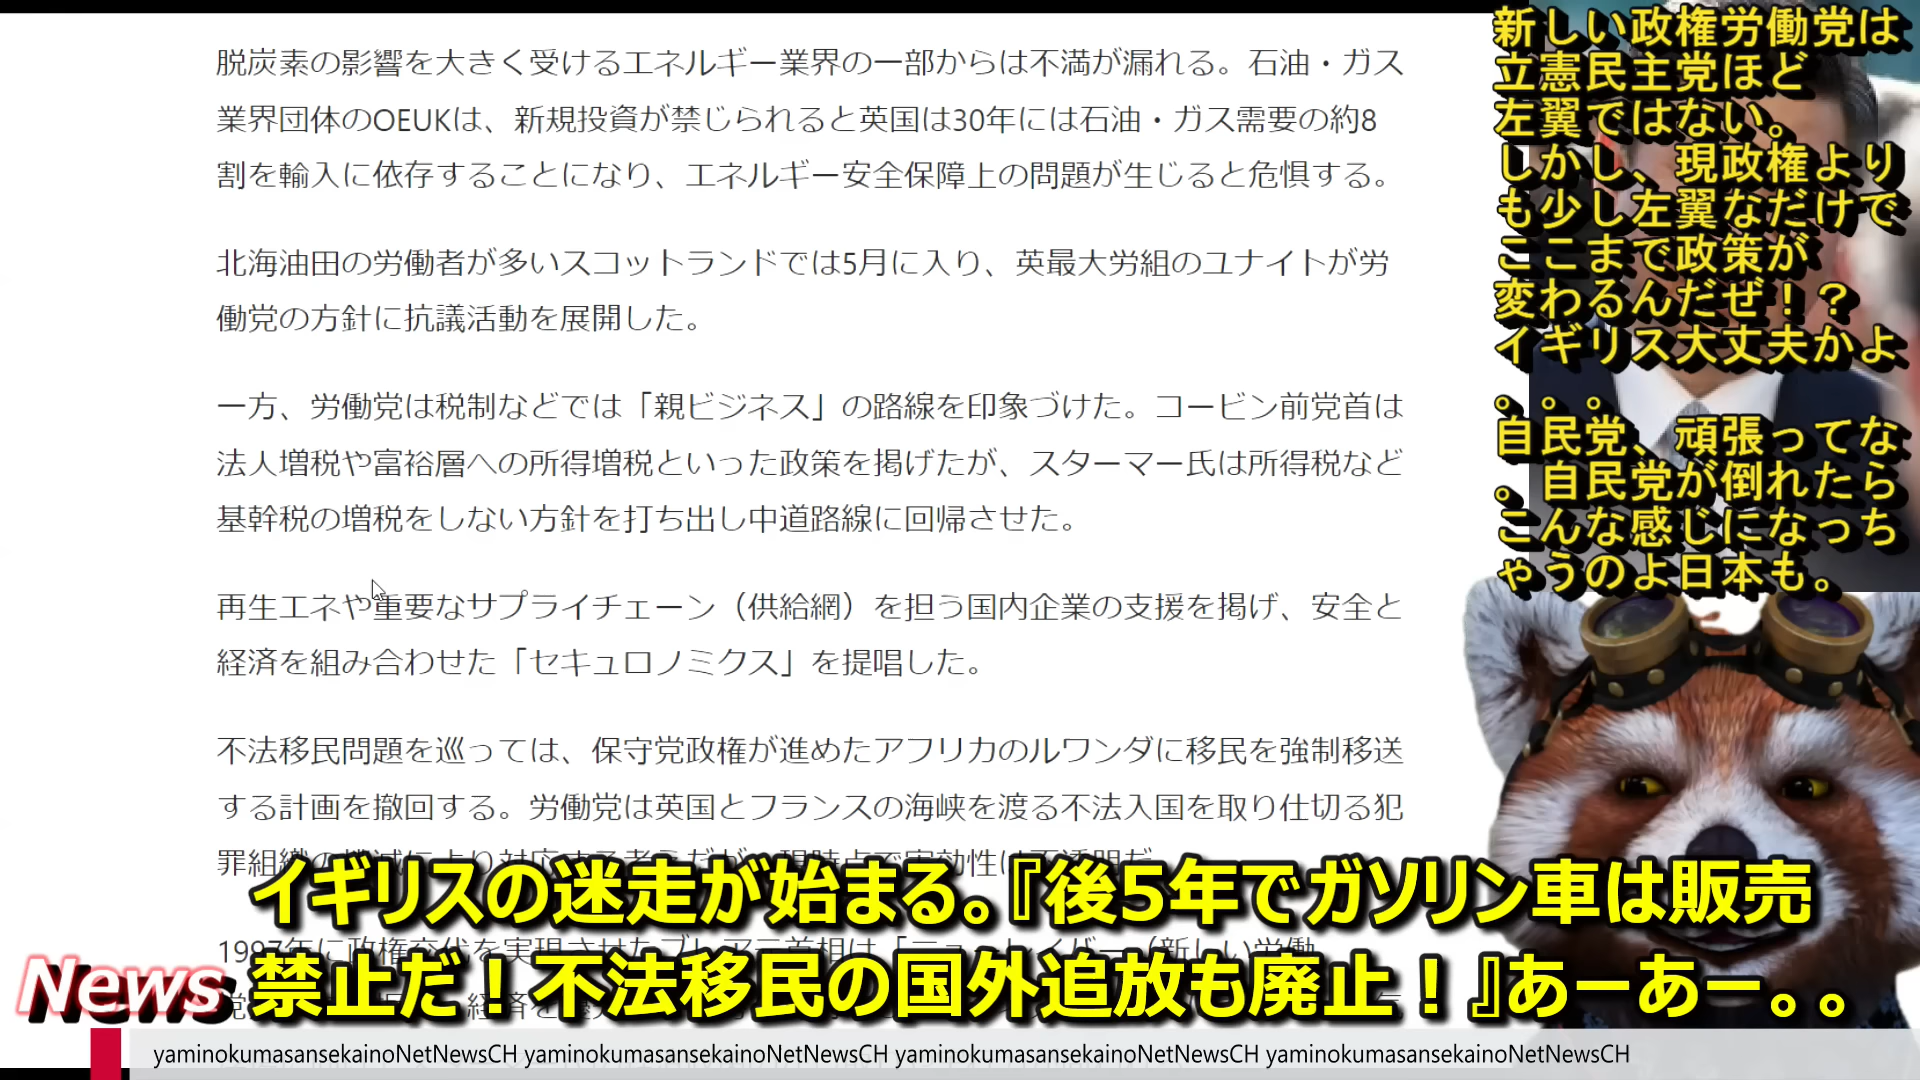 脱炭素の影響を大きく受けるエネルギー業界の一部からは不満が漏れる。石油・ガス
業界団体のOEUKは、新規投資が禁じられると英国は30年には石油・ガス需要の約8
割を輸入に依存することになり、エネルギー安全保障上の問題が生じると危惧する。
北海油田の労働者が多いスコットランドでは5月に入り、英最大労組のユナイトが労
働党の方針に抗議活動を展開した。
一方、労働党は税制などでは「親ビジネス」の路線を印象づけた。コービン前党首は
法人増税や富裕層への所得増税といった政策を掲げたが、スターマー氏は所得税など
基幹税の増税をしない方針を打ち出し中道路線に回帰させた。
再生エネや重要なサプライチェーン（供給網）を担う国内企業の支援を掲げ、安全と
経済を組み合わせた「セキュロノミクス」を提唱した。
不法移民問題を巡っては、保守党政権が進めたアフリカのルワンダに移民を強制移送
する計画を撤回する。労働党は英国とフランスの海峡を渡る不法入国を取り仕切る犯
新しい政権労働党は
立憲民主党ほど
左翼ではない。
しかし、現政権より
も少し左翼なだけで
ここまで政策が
変わるんだぜ！？
イギリス大丈夫かよ
。。。
自民党、頑張ってな
。自民党が倒れたら
こんな感じになっち
ゃうのよ日本も。
イギリスの迷走が始まる。『後5年でガソリン車は販売
禁止だ！不法移民の国外追放も廃止！』あーあー。。
News
yaminokumasansekainoNetNewsCH yaminokumasansekainoNetNewsCH yaminokumasansekainoNetNewsCH yaminokumasansekainoNetNewsCH